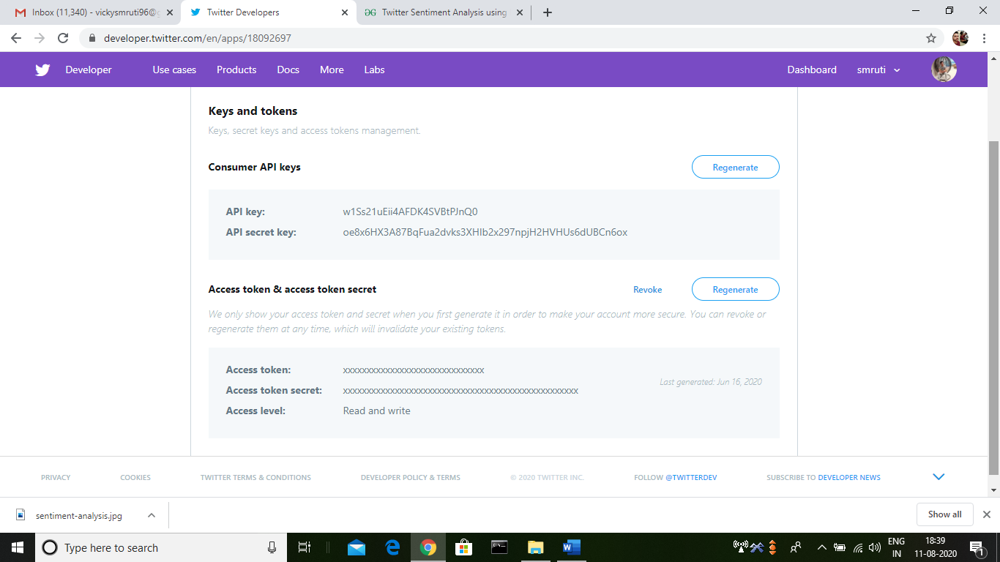 Inbox (11,340) - vickysmruti96@g
Twitter Developers
Twitter Sentiment Analysis using
developer.twitter.com/en/apps/18092697
Developer
Use cases
Products
Docs
More
Labs
Dashboard
smruti
Keys and tokens
Keys, secret keys and access tokens management.
Consumer API keys
Regenerate
API key: w1Ss21uEii4AFDK4SVBtPJnQ0
API secret key:
Access token & access token secret
Revoke
Regenerate
We only show your access token and secret when you first generate it in order to make your account more secure. You can revoke or
regenerate them at any time, which will invalidate your existing tokens.
Access token: xxxxxxxxxxxxxxxxxxxxxxxxxxxxxx
Last generated: Jun 16, 2020
Access token secret: xxxxxxxxxxxxxxxxxxxxxxxxxxxxxxxxxxxxxxxxxxxxxxxxxx
Access level: Read and write
PRIVACY
COOKIES
TWITTER TERMS & CONDITIONS
DEVELOPER POLICY & TERMS
© 2020 TWITTER INC.
FOLLOW @TWITTERDEV
SUBSCRIBE TO DEVELOPER NEWS
sentiment-analysis.jpg
Show all
Type here to search
ENG
IN
18:39
11-08-2020
1